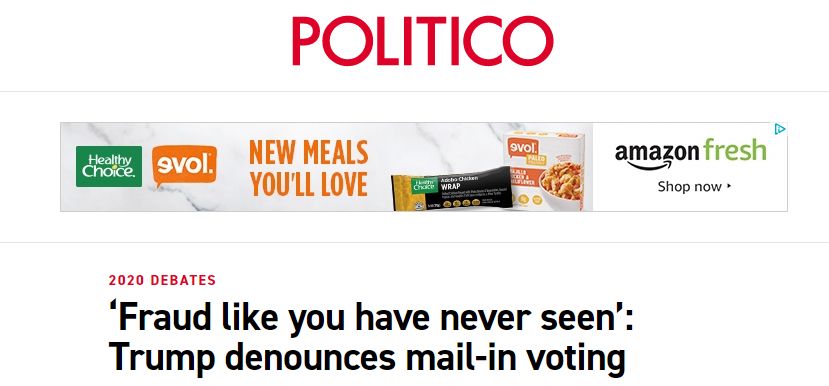 POLITICO
Healthy
Choice.
evol.
NEW MEALS
YOU'LL LOVE
Healthy
Choice
Adobo Chicken
WRAP
evol.
PALEO
CHICKEN &
CAULIFLOWER
amazon fresh
Shop now
2020 DEBATES
‘Fraud like you have never seen’:
Trump denounces mail-in voting